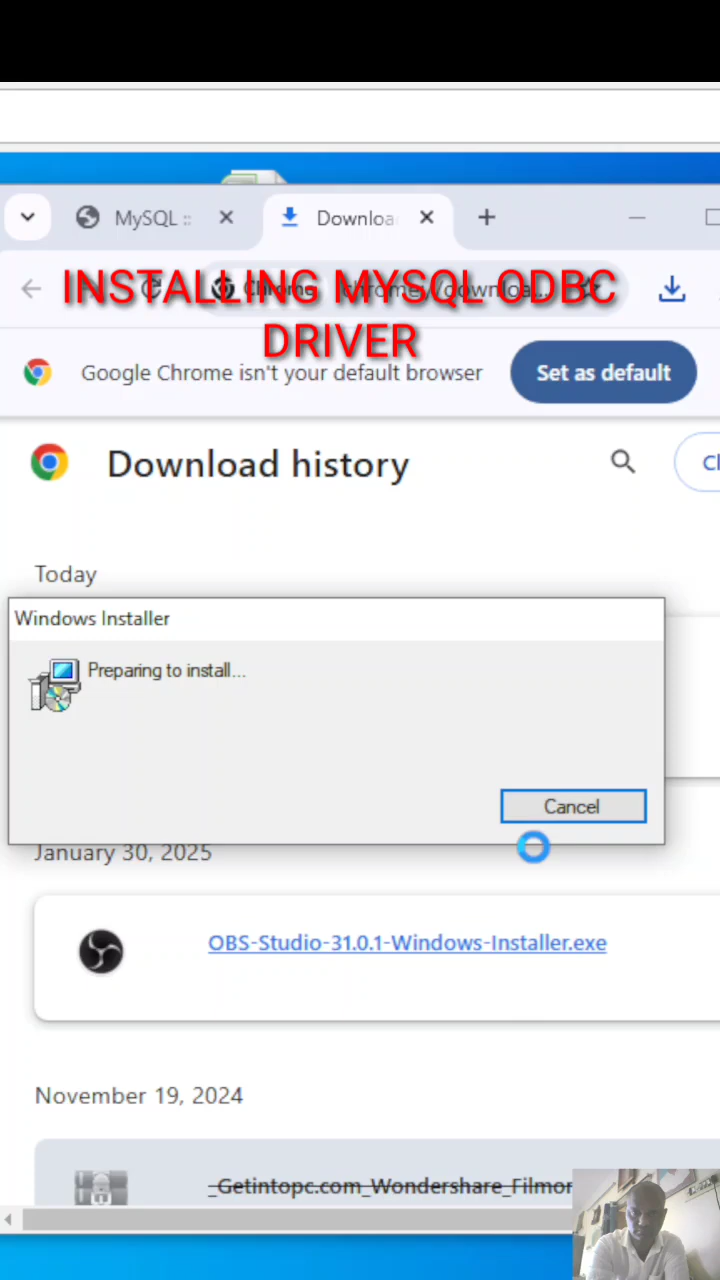 MySQL ::
Downloa
INSTALLING MYSQL ODBC
DRIVER
Google Chrome isn't your default browser
Set as default
Download history
Cl
Today
Windows Installer
Preparing to install...
Cancel
January 30, 2025
OBS-Studio-31.0.1-Windows-Installer.exe
November 19, 2024
_Getintopc.com_Wondershare_Filmor